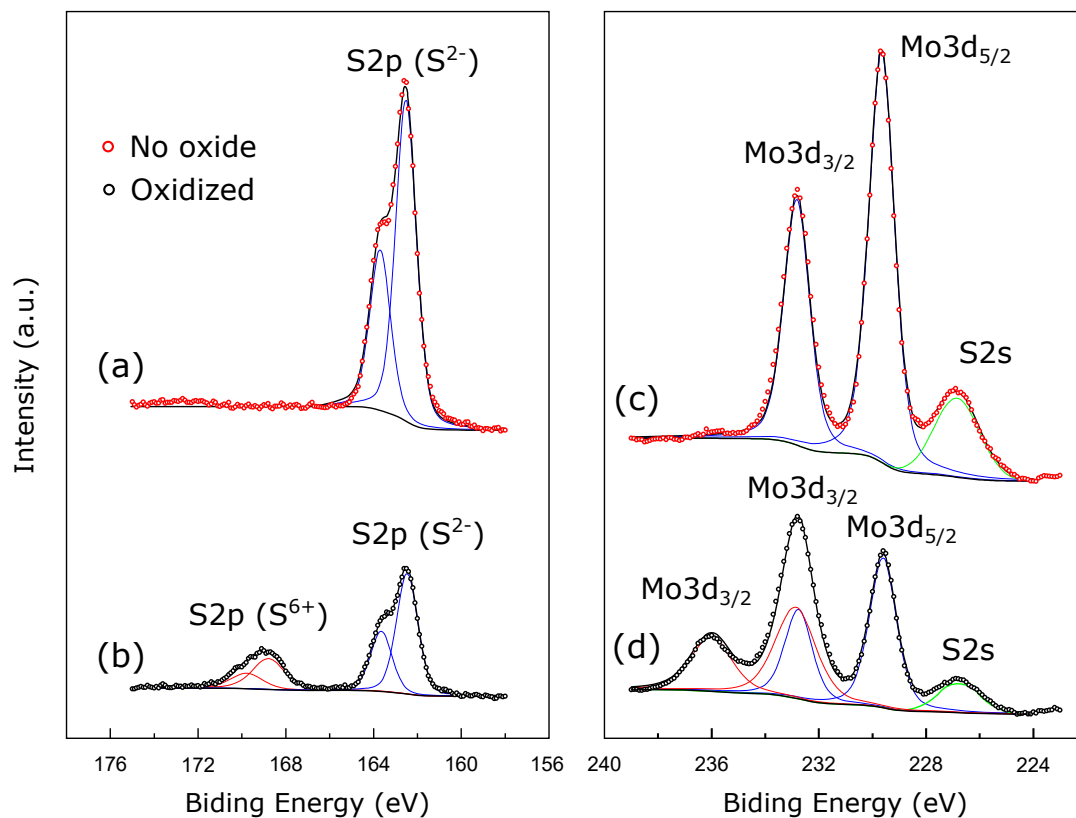 S2p (S²⁻)
No oxide
Oxidized
(a)
S2p (S²⁻)
S2p (S⁶⁺)
(b)
Intensity (a.u.)
176 172 168 164 160 156
Biding Energy (eV)
Mo3d₅/₂
Mo3d₃/₂
S2s
(c)
Mo3d₃/₂
Mo3d₅/₂
Mo3d₃/₂
S2s
(d)
240 236 232 228 224
Biding Energy (eV)